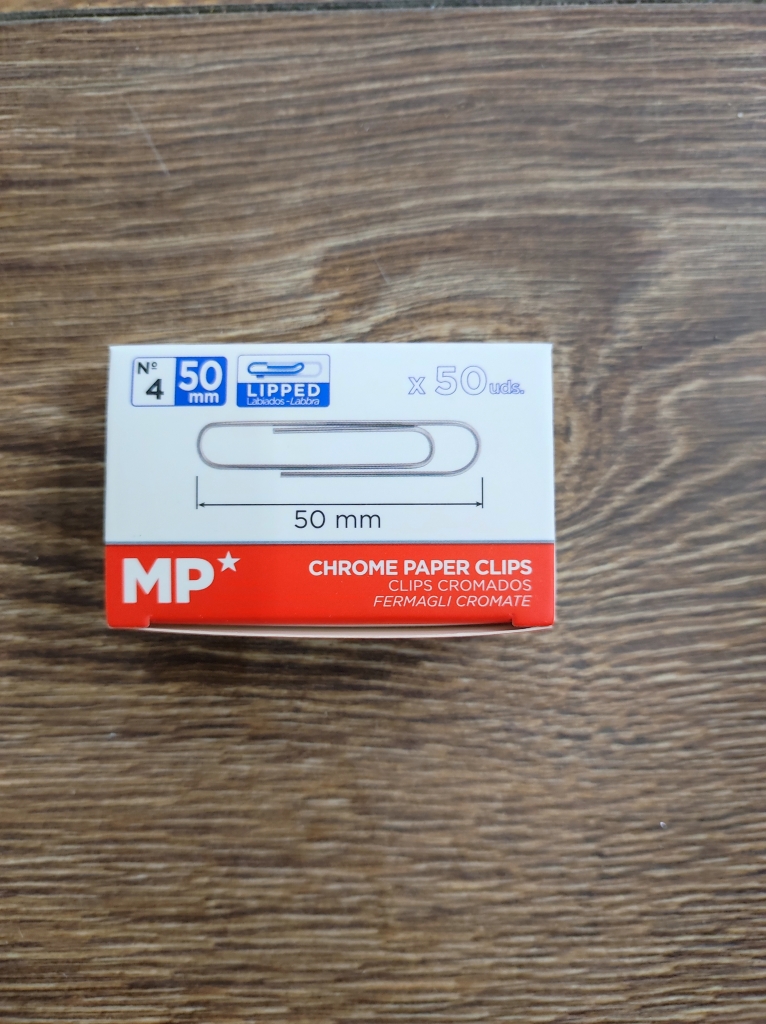 Nº 4
50 mm
LIPPED
Labiados - Labbra
x 50 uds.
50 mm
MP
CHROME PAPER CLIPS
CLIPS CROMADOS
FERMAGLI CROMATE